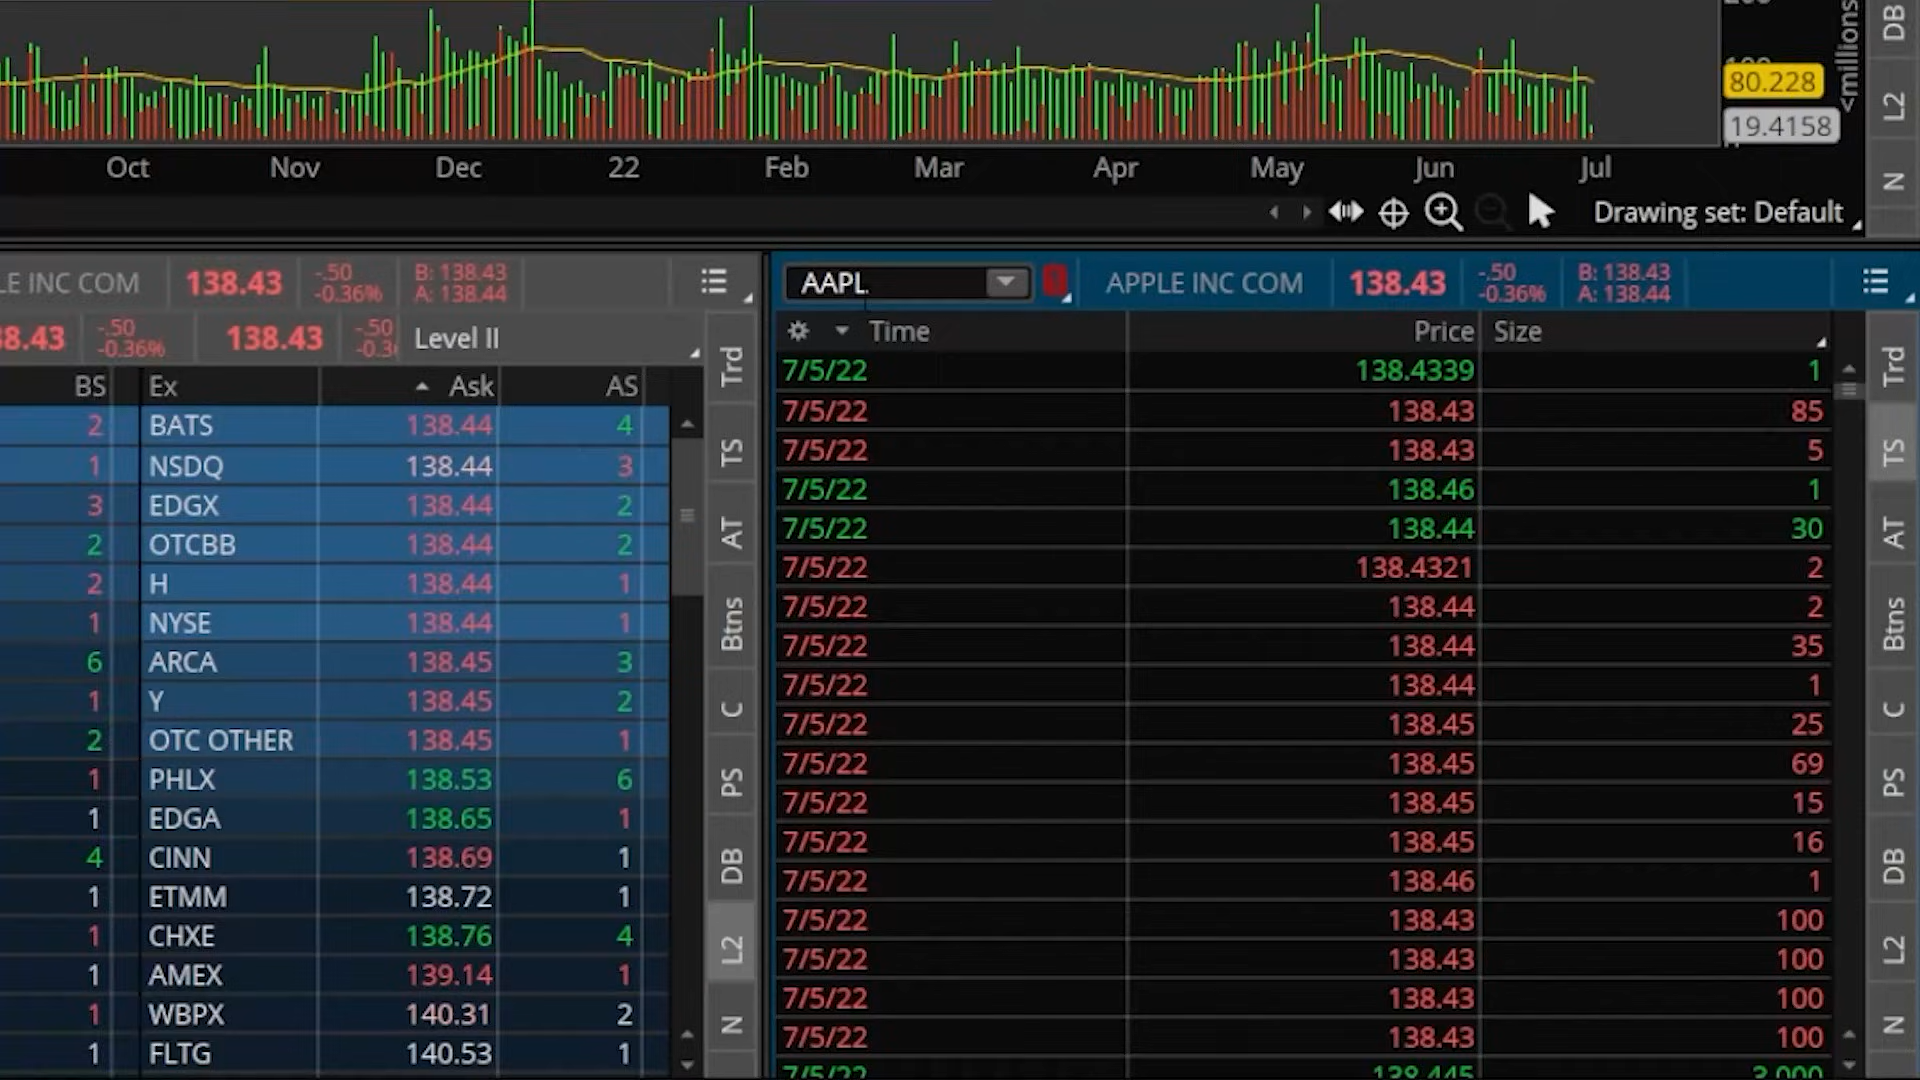 DB
<millions
80.228
L2
19.4158
N
Oct Nov Dec 22 Feb Mar Apr May Jun Jul
Drawing set: Default
LE INC COM 138.43 -.50 -0.36% B: 138.43 A: 138.44
38.43 -.50 -0.36% 138.43 -.50 -0.3 Level II
BS Ex Ask AS
2 BATS 138.44 4
1 NSDQ 138.44 3
3 EDGX 138.44 2
2 OTCBB 138.44 2
2 H 138.44 1
1 NYSE 138.44 1
6 ARCA 138.45 3
1 Y 138.45 2
2 OTC OTHER 138.45 1
1 PHLX 138.53 6
1 EDGA 138.65 1
4 CINN 138.69 1
1 ETMM 138.72 1
1 CHXE 138.76 4
1 AMEX 139.14 1
1 WBPX 140.31 2
1 FLTG 140.53 1
Trd
TS
AT
Btns
C
PS
DB
L2
N
AAPL APPLE INC COM 138.43 -.50 -0.36% B: 138.43 A: 138.44
Time Price Size
7/5/22 138.4339 1
7/5/22 138.43 85
7/5/22 138.43 5
7/5/22 138.46 1
7/5/22 138.44 30
7/5/22 138.4321 2
7/5/22 138.44 2
7/5/22 138.44 35
7/5/22 138.44 1
7/5/22 138.45 25
7/5/22 138.45 69
7/5/22 138.45 15
7/5/22 138.45 16
7/5/22 138.46 1
7/5/22 138.43 100
7/5/22 138.43 100
7/5/22 138.43 100
7/5/22 138.43 100
7/5/22 138.445 3,000
Trd
TS
AT
Btns
C
PS
DB
L2
N